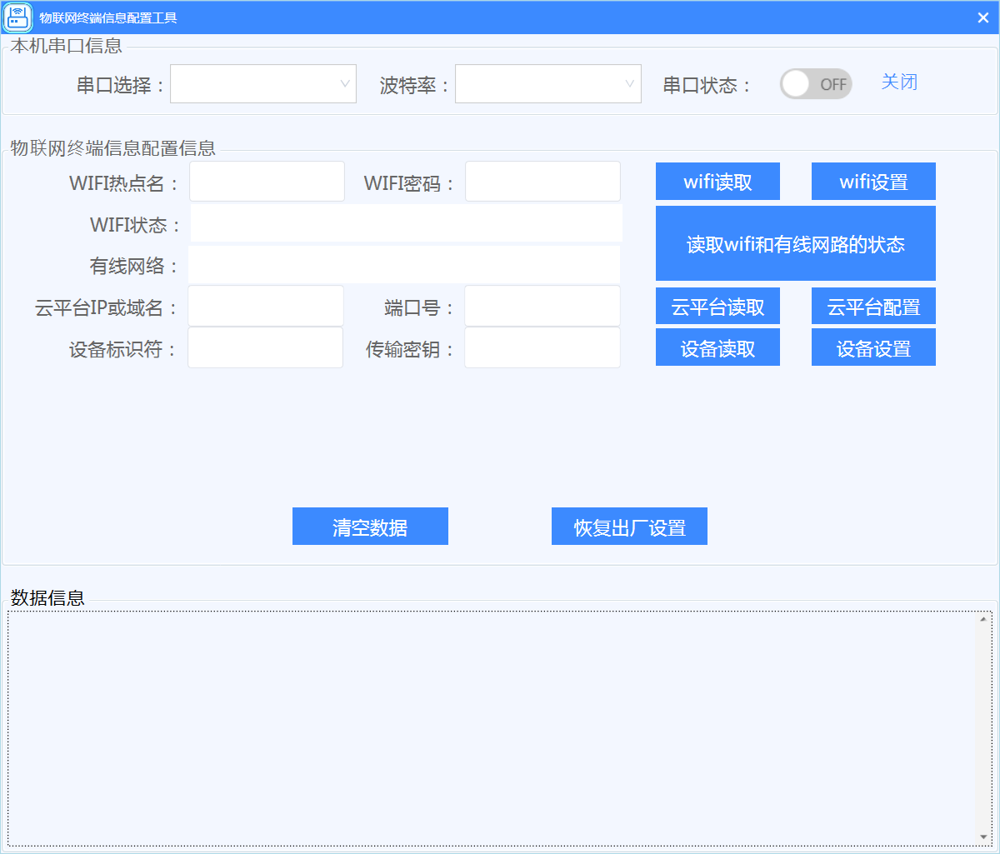 物联网终端信息配置工具
本机串口信息
串口选择：
波特率：
串口状态：
OFF
关闭
物联网终端信息配置信息
WIFI热点名：
WIFI密码：
wifi读取
wifi设置
WIFI状态：
读取wifi和有线网路的状态
有线网络：
云平台IP或域名：
端口号：
云平台读取
云平台配置
设备标识符：
传输密钥：
设备读取
设备设置
清空数据
恢复出厂设置
数据信息